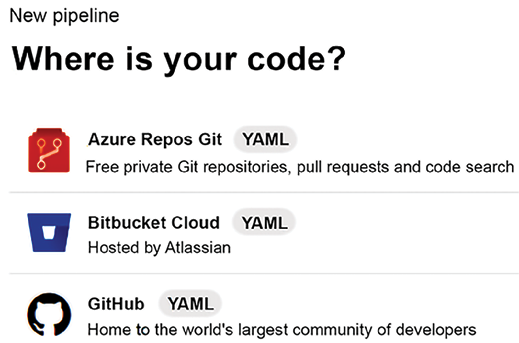 New pipeline
Where is your code?
Azure Repos Git YAML
Free private Git repositories, pull requests and code search
Bitbucket Cloud YAML
Hosted by Atlassian
GitHub YAML
Home to the world's largest community of developers